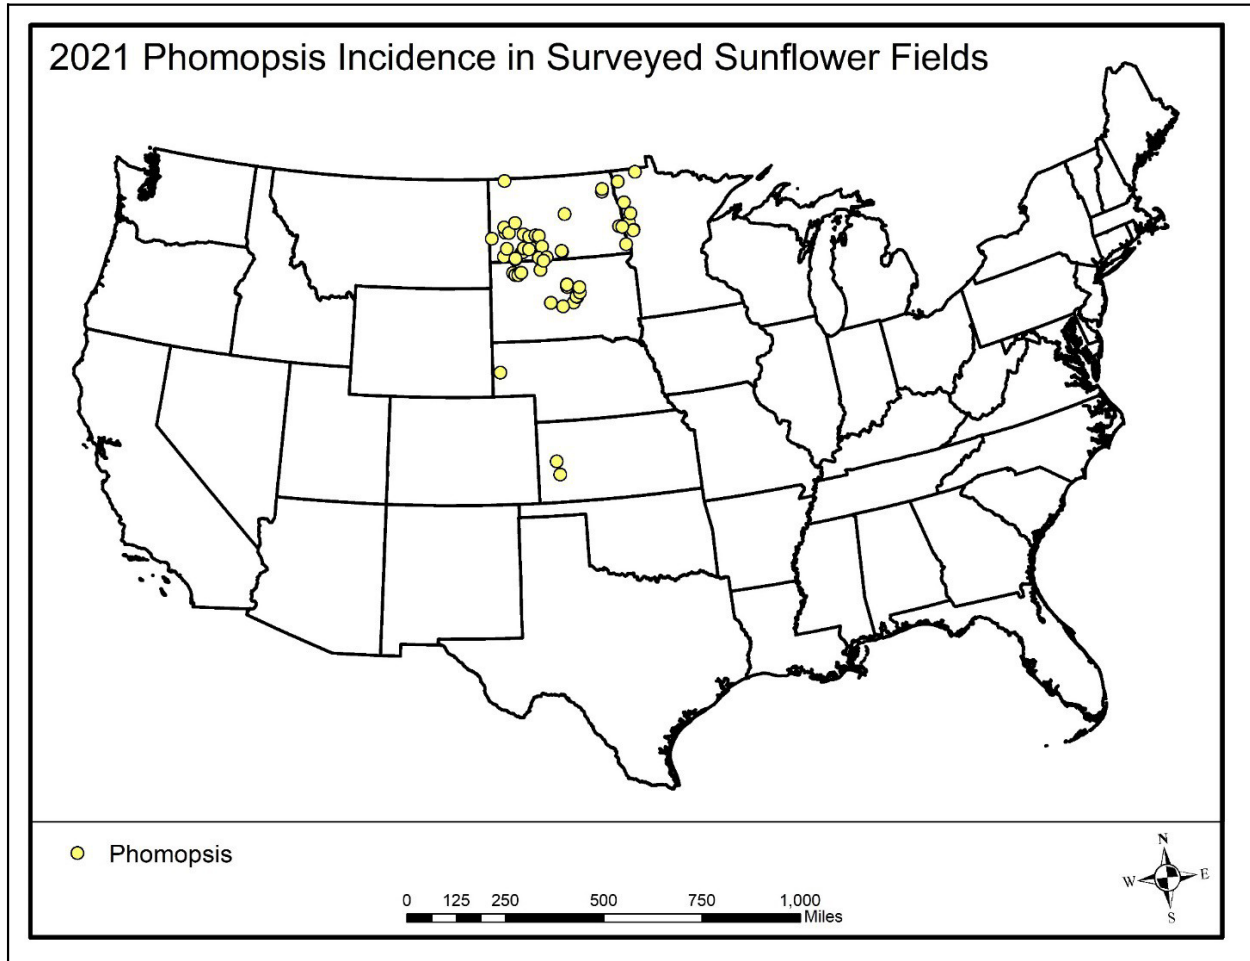 2021 Phomopsis Incidence in Surveyed Sunflower Fields
Phomopsis
N
W E
S
0 125 250 500 750 1,000
Miles